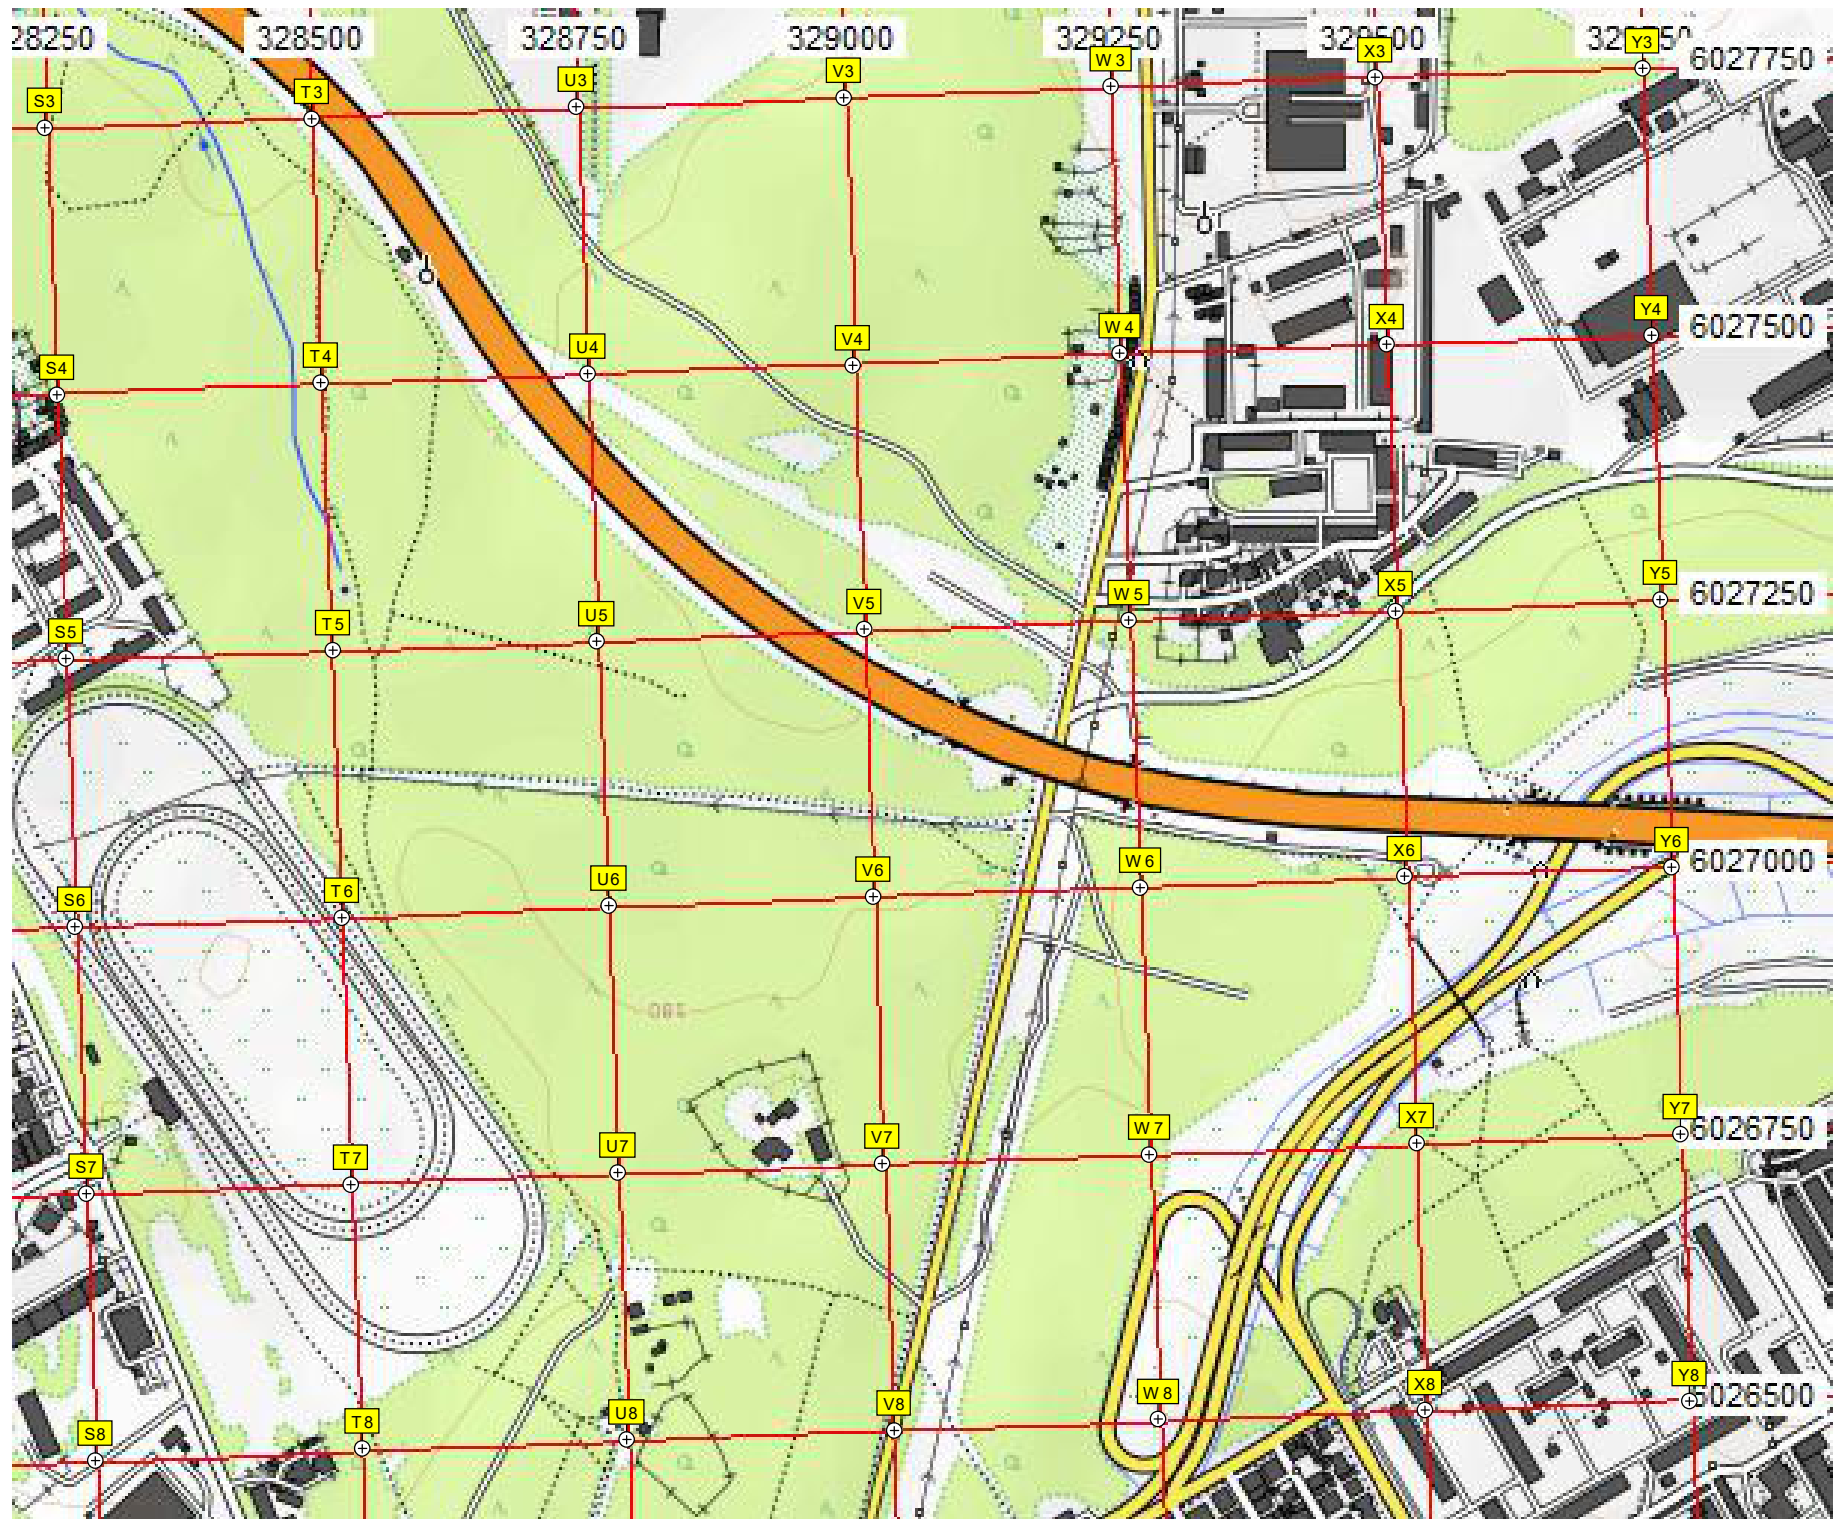 28250 328500 328750 329000 329250
6027750
S3 T3 U3 V3 W3 X3 Y3
S4 T4 U4 V4 W4 X4 Y4 6027500
S5 T5 U5 V5 W5 X5 Y5 6027250
S6 T6 U6 V6 W6 X6 Y6 6027000
180
S7 T7 U7 V7 W7 X7 Y7 6026750
S8 T8 U8 V8 W8 X8 Y8 6026500